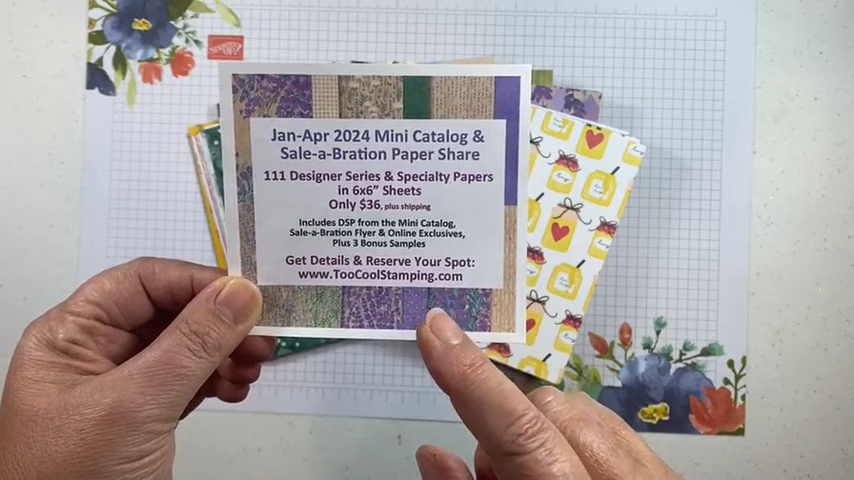 STAMPIN' UP!
Jan-Apr 2024 Mini Catalog &
Sale-a-Bration Paper Share
111 Designer Series & Specialty Papers
in 6x6” Sheets
Only $36, plus shipping
Includes DSP from the Mini Catalog,
Sale-a-Bration Flyer & Online Exclusives,
Plus 3 Bonus Samples
Get Details & Reserve Your Spot:
www.TooCoolStamping.com